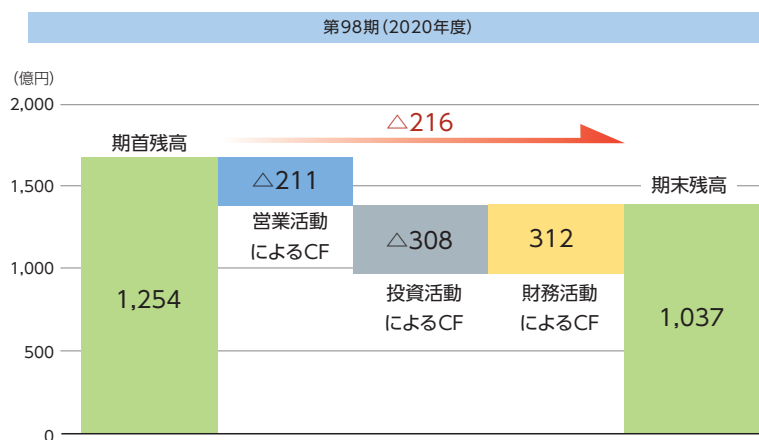 第98期(2020年度)
(億円)
2,000
△216
期首残高
1,500
△211
期末残高
営業活動
によるCF
△308
312
1,000
1,254
投資活動
によるCF
財務活動
によるCF
1,037
500
0